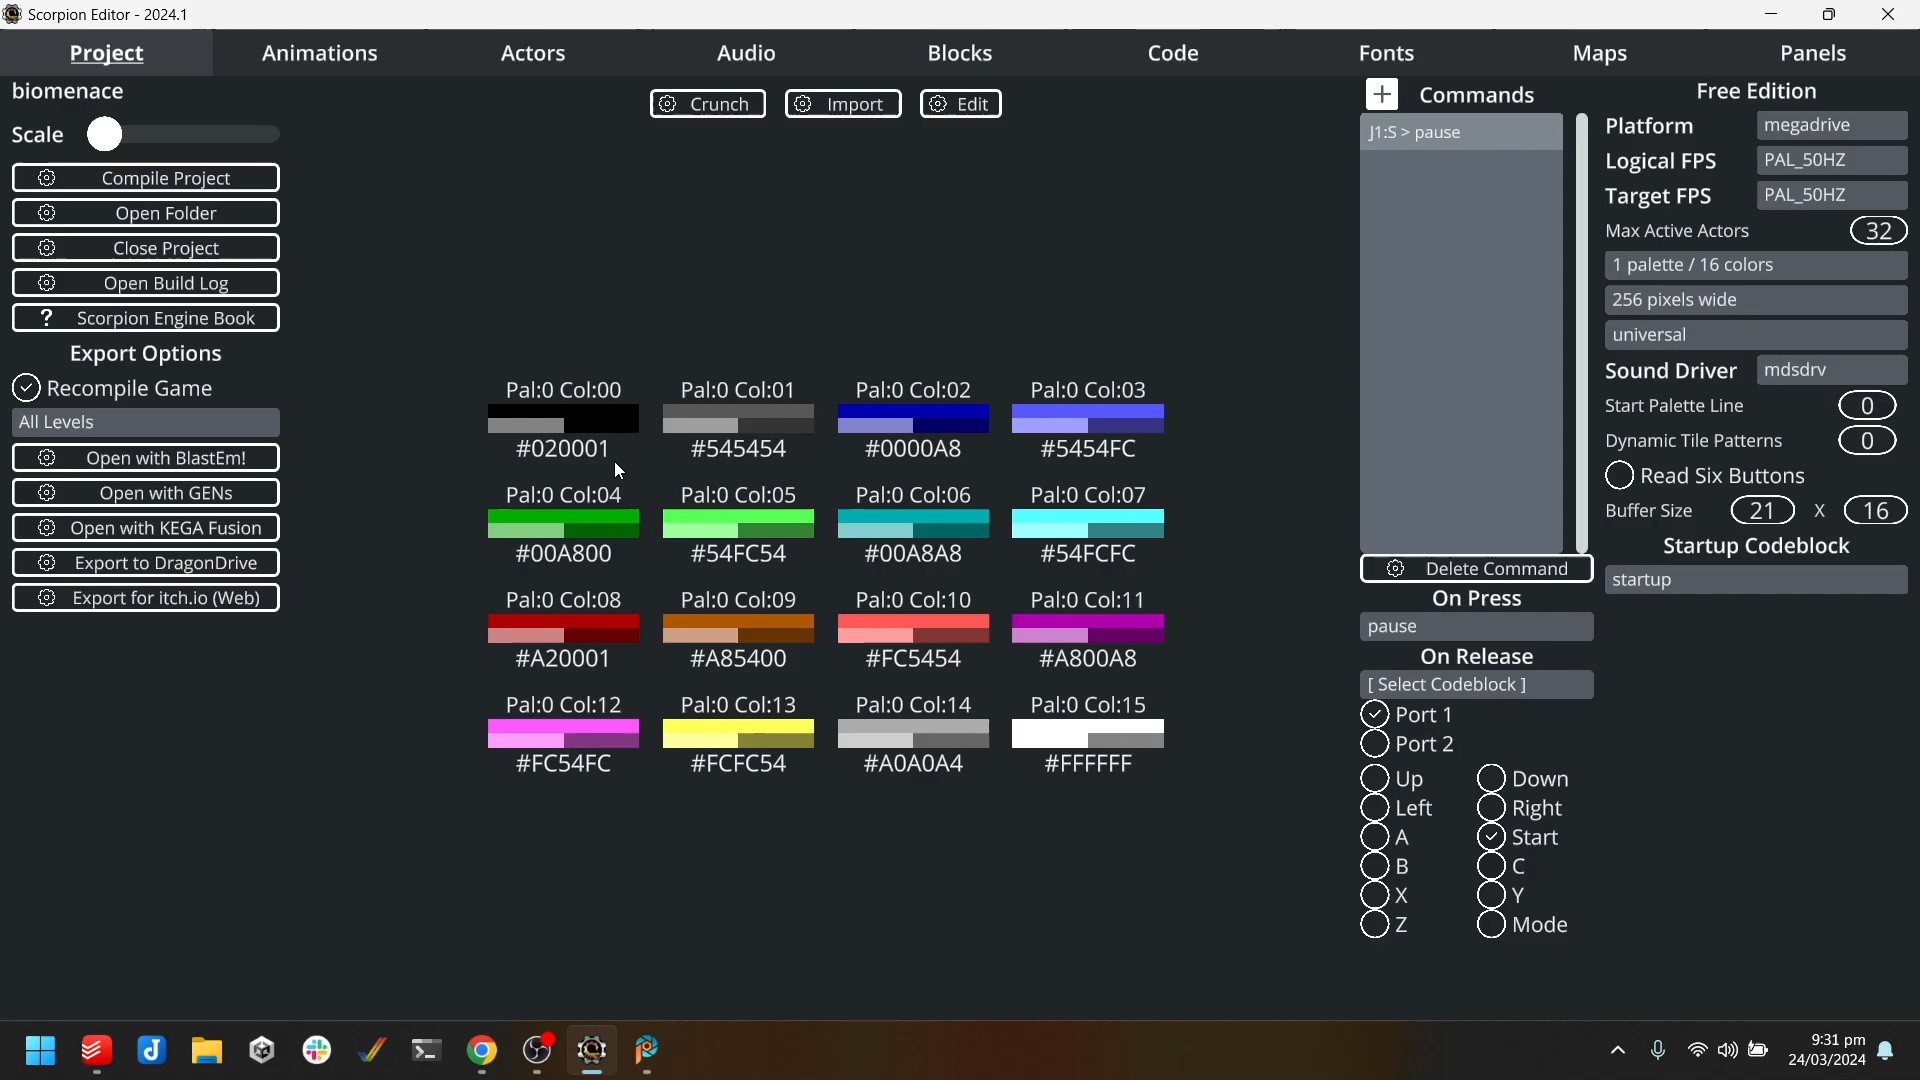 Scorpion Editor - 2024.1
Project Animations Actors Audio Blocks Code Fonts Maps Panels
biomenace
Scale
Compile Project
Open Folder
Close Project
Open Build Log
? Scorpion Engine Book
Export Options
Recompile Game
All Levels
Open with BlastEm!
Open with GENs
Open with KEGA Fusion
Export to DragonDrive
Export for itch.io (Web)
Crunch Import Edit
Pal:0 Col:00 Pal:0 Col:01 Pal:0 Col:02 Pal:0 Col:03
#020001 #545454 #0000A8 #5454FC
Pal:0 Col:04 Pal:0 Col:05 Pal:0 Col:06 Pal:0 Col:07
#00A800 #54FC54 #00A8A8 #54FCFC
Pal:0 Col:08 Pal:0 Col:09 Pal:0 Col:10 Pal:0 Col:11
#A20001 #A85400 #FC5454 #A800A8
Pal:0 Col:12 Pal:0 Col:13 Pal:0 Col:14 Pal:0 Col:15
#FC54FC #FCFC54 #A0A0A4 #FFFFFF
+ Commands
J1:S > pause
Delete Command
On Press
pause
On Release
[ Select Codeblock ]
Port 1
Port 2
Up Down
Left Right
A Start
B C
X Y
Z Mode
Free Edition
Platform megadrive
Logical FPS PAL_50HZ
Target FPS PAL_50HZ
Max Active Actors 32
1 palette / 16 colors
256 pixels wide
universal
Sound Driver mdsdrv
Start Palette Line 0
Dynamic Tile Patterns 0
Read Six Buttons
Buffer Size 21 X 16
Startup Codeblock
startup
9:31 pm
24/03/2024